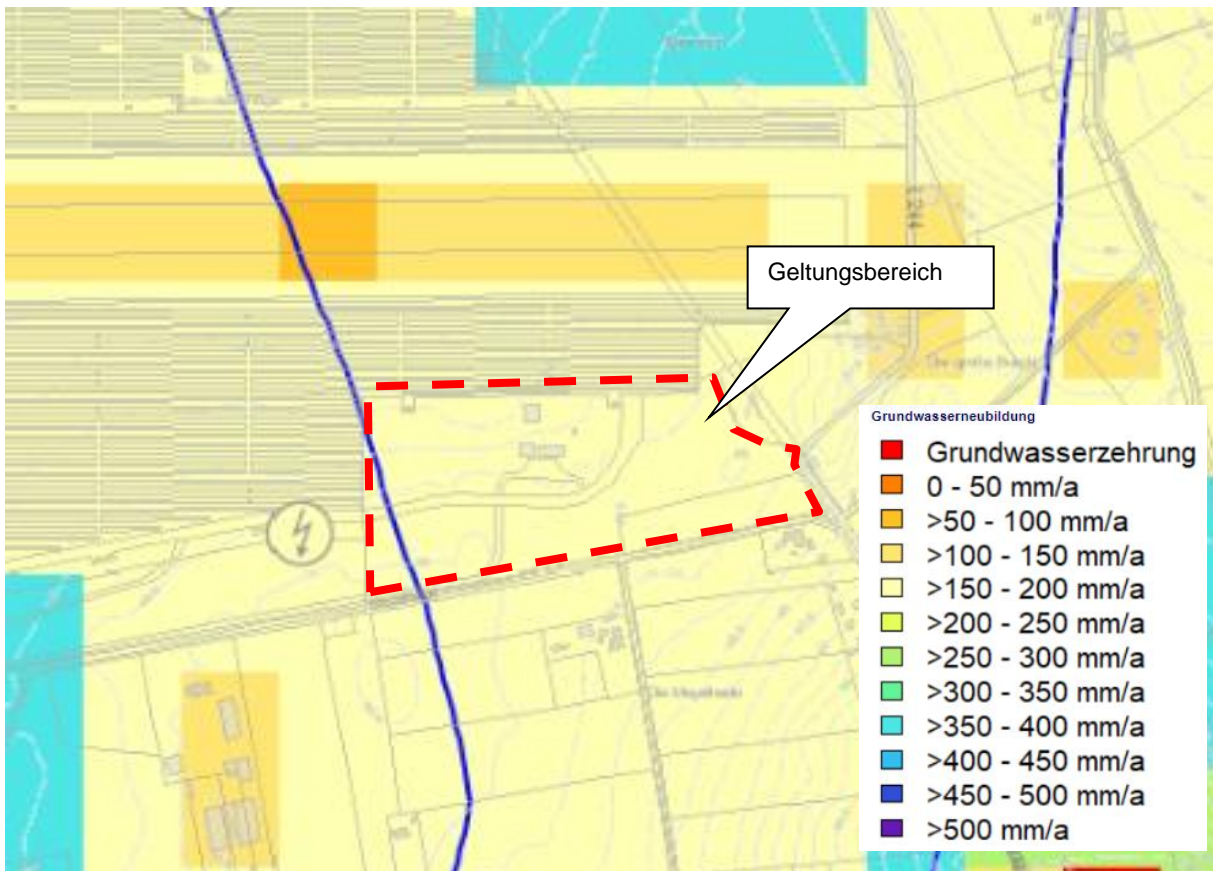 L 244
Geltungsbereich
Grundwasserneubildung
Grundwasserzehrung
0 - 50 mm/a
>50 - 100 mm/a
>100 - 150 mm/a
>150 - 200 mm/a
>200 - 250 mm/a
>250 - 300 mm/a
>300 - 350 mm/a
>350 - 400 mm/a
>400 - 450 mm/a
>450 - 500 mm/a
>500 mm/a